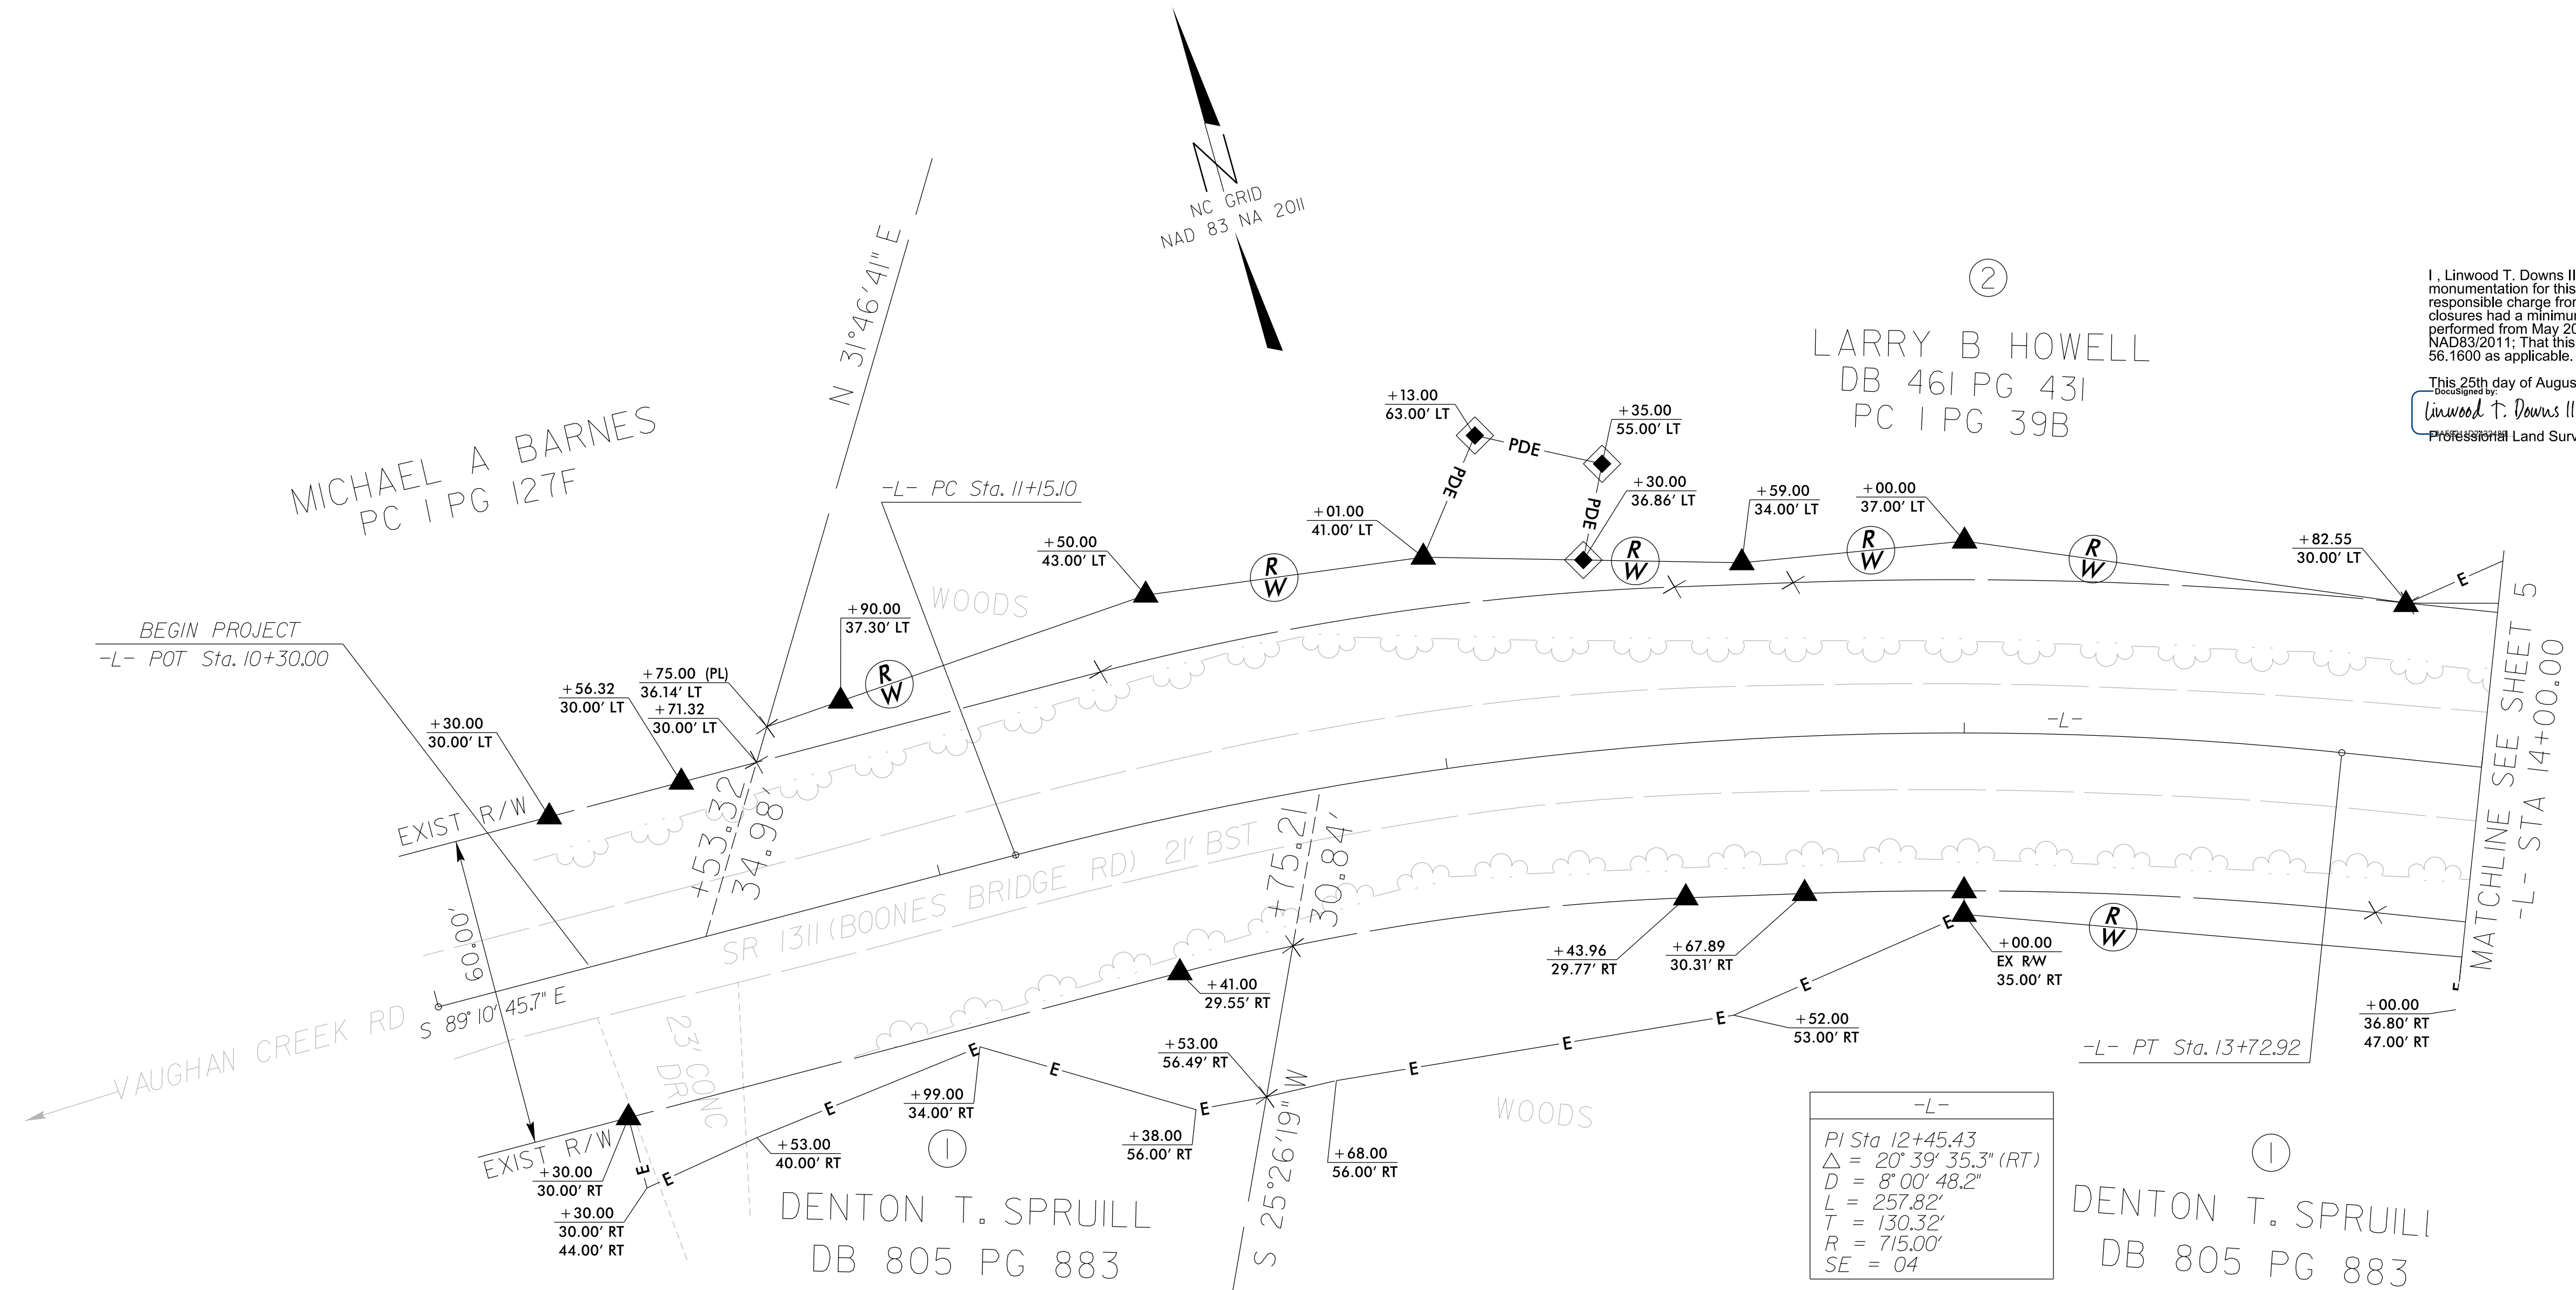 NC GRID
NAD 83 NA 2011
N 31°46'41" E
2
LARRY B HOWELL
DB 461 PG 431
PC 1 PG 39B
I , Linwood T. Downs II
monumentation for this
responsible charge from
closures had a minimum
performed from May 20
NAD83/2011; That this
56.1600 as applicable.
This 25th day of Augus
DocuSigned by:
Linwood T. Downs II
Professional Land Surv
MICHAEL A BARNES
PC 1 PG 127F
-L- PC Sta. 11+15.10
+13.00
63.00' LT
PDE
+35.00
55.00' LT
PDE
PDE
+30.00
36.86' LT
+59.00
34.00' LT
+00.00
37.00' LT
+01.00
41.00' LT
+50.00
43.00' LT
+82.55
30.00' LT
R W
R W
R W
R W
E
WOODS
+90.00
37.30' LT
R W
BEGIN PROJECT
-L- POT Sta. 10+30.00
+75.00 (PL)
36.14' LT
+71.32
30.00' LT
+56.32
30.00' LT
+30.00
30.00' LT
EXIST R/W
+53.32
34.98'
-L-
MATCHLINE SEE SHEET 5
-L- STA 14+00.00
+75.21
30.84'
SR 1311 (BOONES BRIDGE RD) 21' BST
60.00'
S 89°10'45.7" E
VAUGHAN CREEK RD
23' CONC
DR
+41.00
29.55' RT
+43.96
29.77' RT
+67.89
30.31' RT
E
+00.00
EX R/W
35.00' RT
R W
E
+52.00
53.00' RT
E
E
E
+00.00
36.80' RT
47.00' RT
-L- PT Sta. 13+72.92
+53.00
56.49' RT
E
E
+99.00
34.00' RT
E
E
E
EXIST R/W
E
+30.00
30.00' RT
+30.00
30.00' RT
44.00' RT
+53.00
40.00' RT
+38.00
56.00' RT
+68.00
56.00' RT
S 25°26'19" W
WOODS
1
DENTON T. SPRUILL
DB 805 PG 883
-L-
PI Sta 12+45.43
Δ = 20° 39' 35.3" (RT)
D = 8° 00' 48.2"
L = 257.82'
T = 130.32'
R = 715.00'
SE = 04
1
DENTON T. SPRUILL
DB 805 PG 883